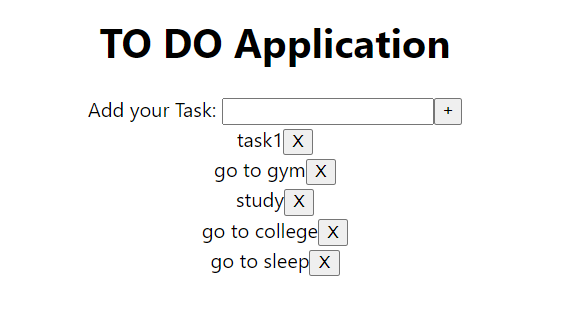 TO DO Application
Add your Task: +
task1 X
go to gym X
study X
go to college X
go to sleep X